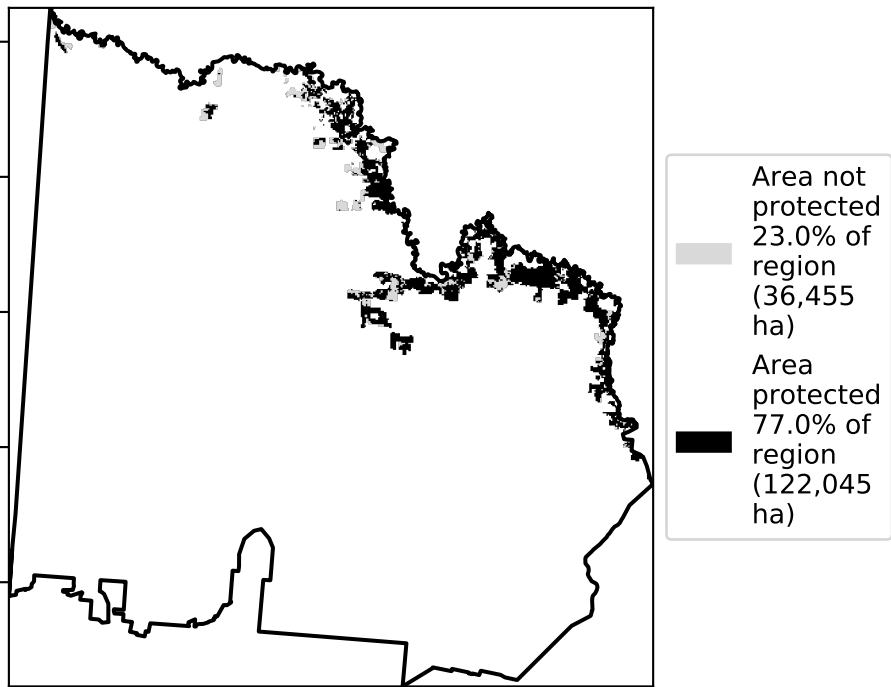 Area not
protected
23.0% of
region
(36,455
ha)
Area
protected
77.0% of
region
(122,045
ha)